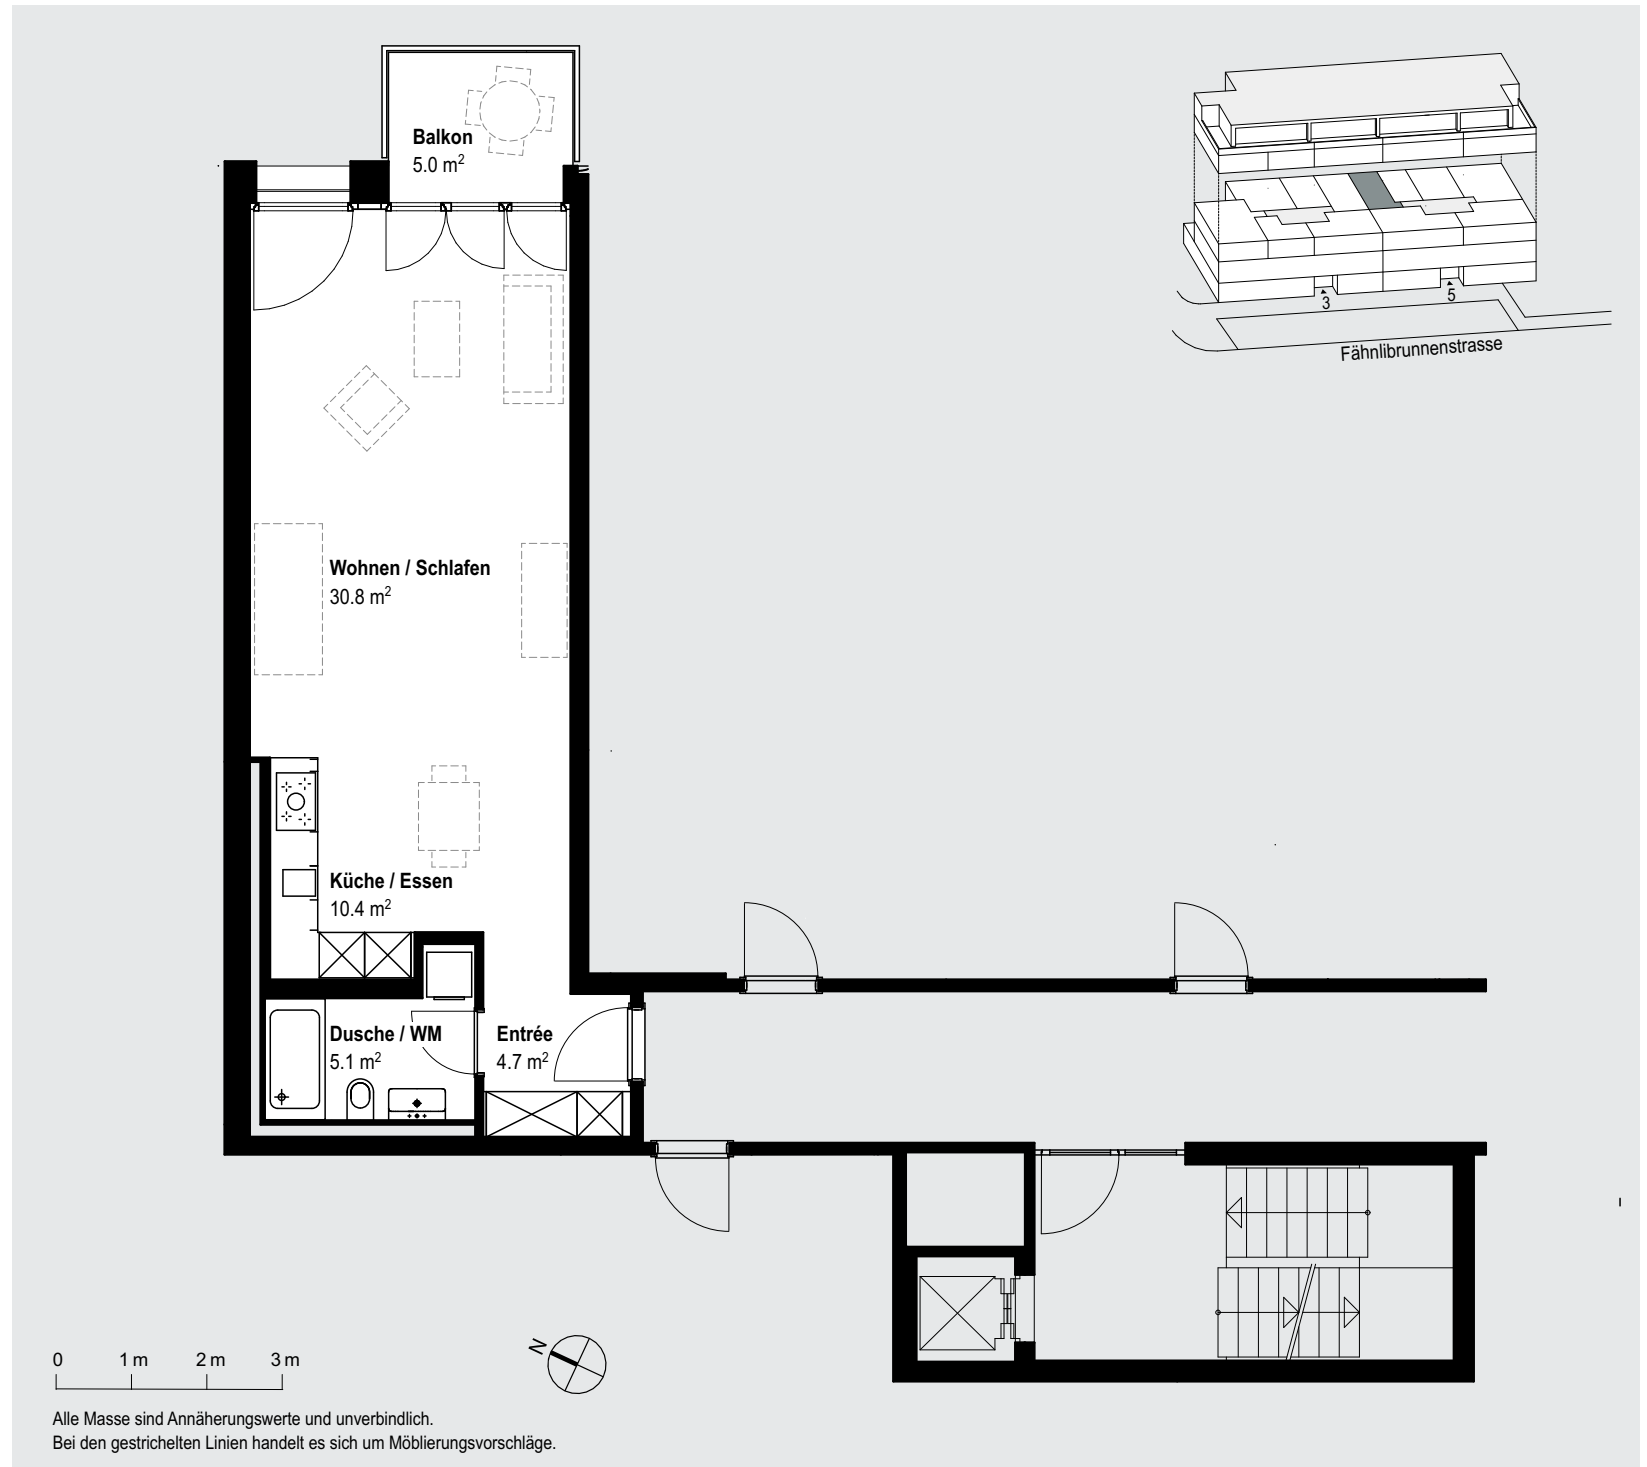 Balkon
5.0 m²
3
5
Fähnlibrunnenstrasse
Wohnen / Schlafen
30.8 m²
Küche / Essen
10.4 m²
Dusche / WM
5.1 m²
Entrée
4.7 m²
N
0 1 m 2 m 3 m
Alle Masse sind Annäherungswerte und unverbindlich.
Bei den gestrichelten Linien handelt es sich um Möblierungsvorschläge.